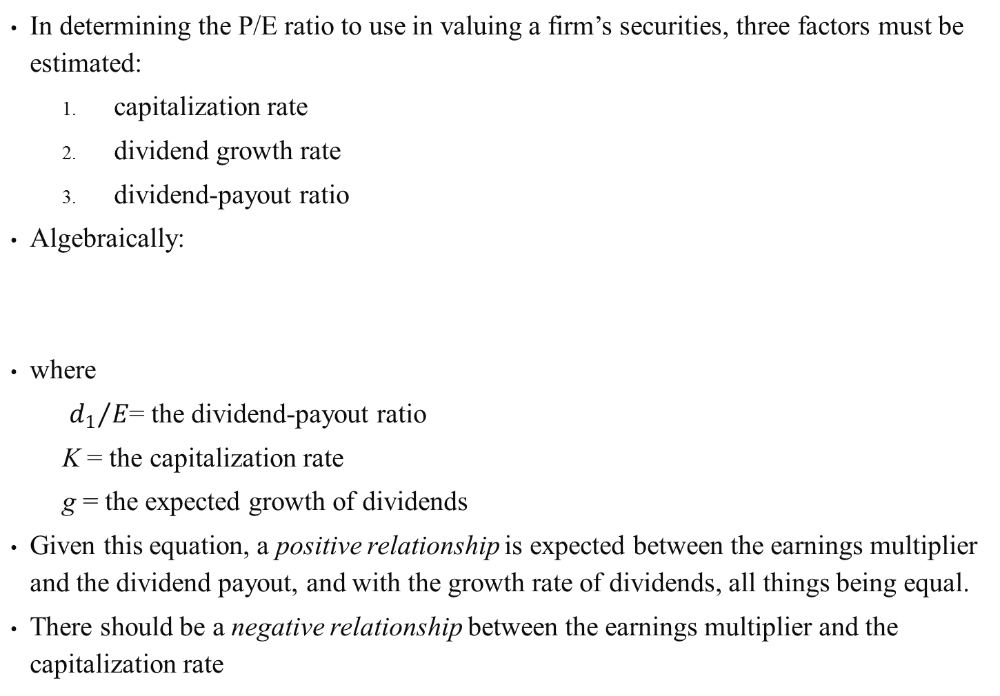 • In determining the P/E ratio to use in valuing a firm’s securities, three factors must be
estimated:
1. capitalization rate
2. dividend growth rate
3. dividend-payout ratio
• Algebraically:
• where
d₁/E= the dividend-payout ratio
K = the capitalization rate
g = the expected growth of dividends
• Given this equation, a positive relationship is expected between the earnings multiplier
and the dividend payout, and with the growth rate of dividends, all things being equal.
• There should be a negative relationship between the earnings multiplier and the
capitalization rate